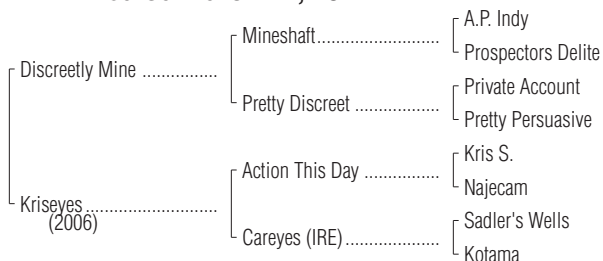 A.P. Indy
Mineshaft..............................
Prospectors Delite
Discreetly Mine ................
Private Account
Pretty Discreet .....................
Pretty Persuasive
Kris S.
Action This Day ...................
Najecam
Kriseyes................................
(2006)
Sadler's Wells
Careyes (IRE).......................
Kotama